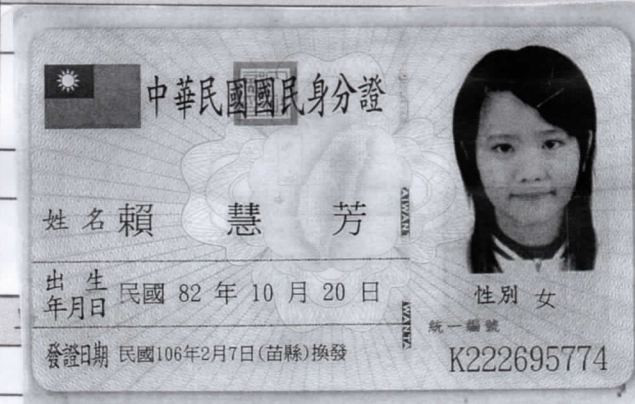 中華民國國民身分證
姓名 賴慧芳
出生年月日 民國 82 年 10 月 20 日
性別 女
統一編號
發證日期 民國106年2月7日(苗縣)換發
K222695774